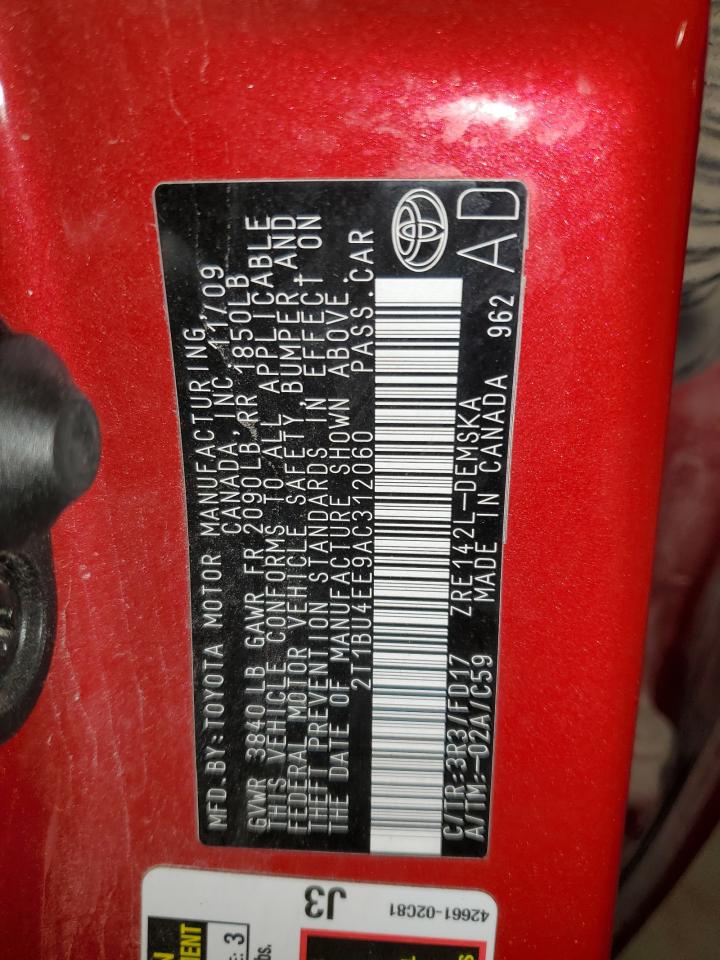 MFD.BY:TOYOTA MOTOR MANUFACTURING
CANADA, INC. 11/09
GVWR 3840 LB GAWR FR 2090LB, RR 1850LB
THIS VEHICLE CONFORMS TO ALL APPLICABLE
FEDERAL MOTOR VEHICLE SAFETY, BUMPER, AND
THEFT PREVENTION STANDARDS IN EFFECT ON
THE DATE OF MANUFACTURE SHOWN ABOVE.
2T1BU4EE9AC312060 PASS.CAR
C/TR:3R3/FD17 ZRE142L-DEMSKA
A/TM:-02A/C59 MADE IN CANADA 962
AD
J3
42661-02C81